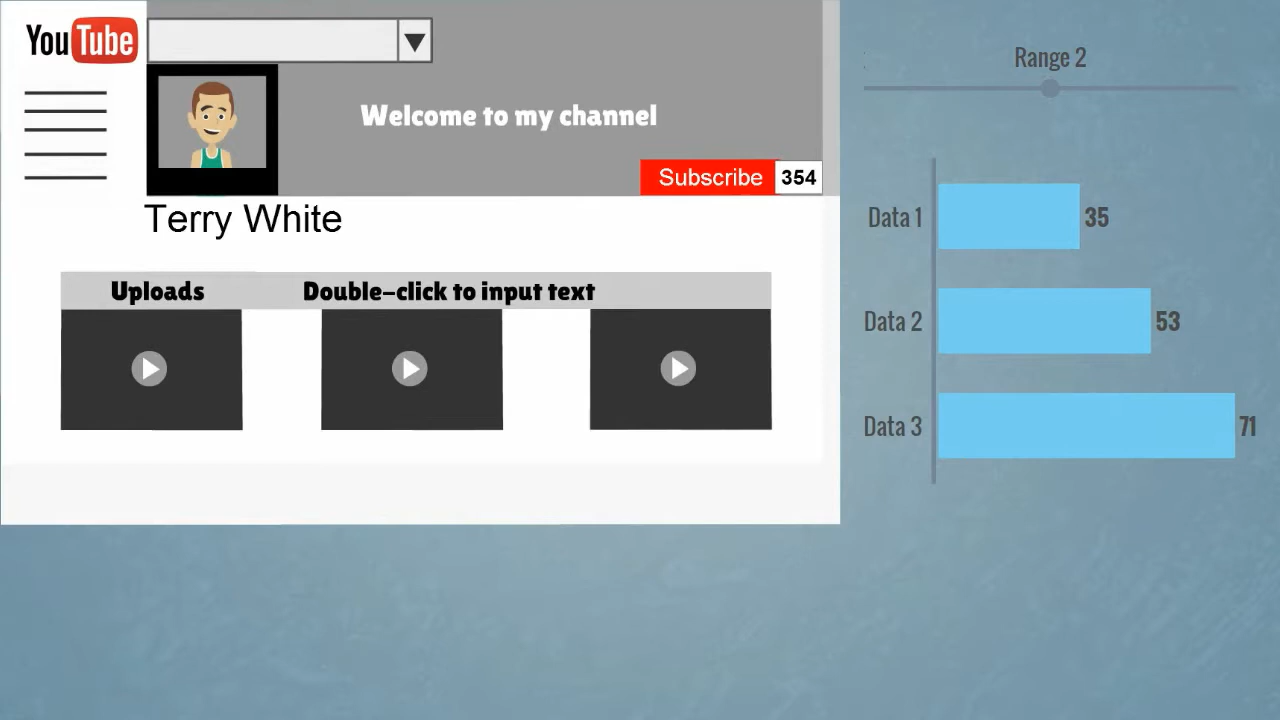 YouTube
Welcome to my channel
Subscribe 354
Terry White
Uploads
Double-click to input text
Range 2
Data 1 35
Data 2 53
Data 3 71